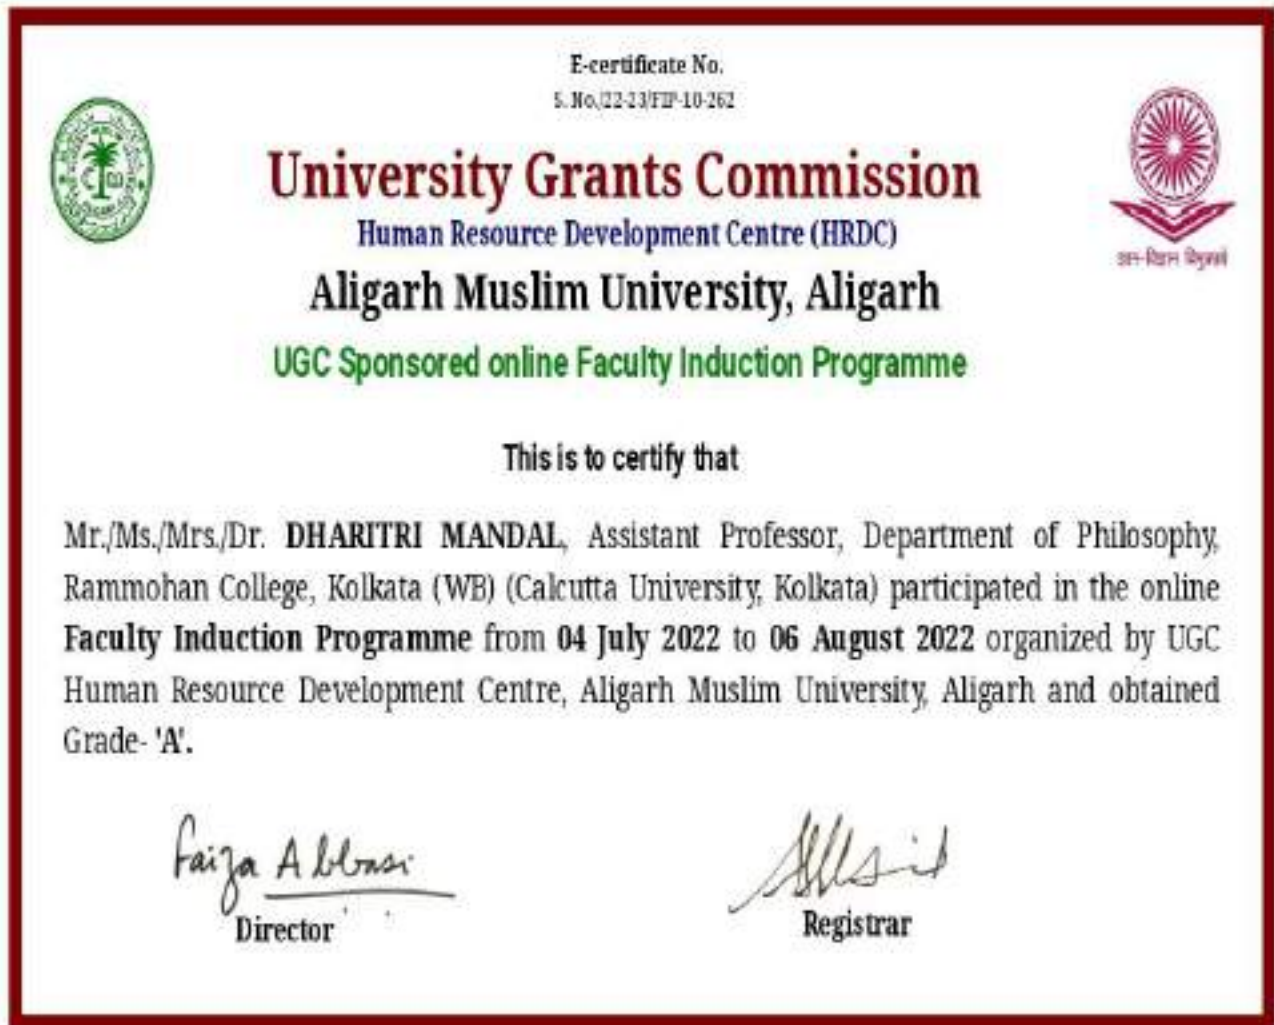 E-certificate No.
S. No./22-23/FIP-10-262
University Grants Commission
Human Resource Development Centre (HRDC)
Aligarh Muslim University, Aligarh
UGC Sponsored online Faculty Induction Programme
This is to certify that
Mr./Ms./Mrs./Dr. DHARITRI MANDAL, Assistant Professor, Department of Philosophy,
Rammohan College, Kolkata (WB) (Calcutta University, Kolkata) participated in the online
Faculty Induction Programme from 04 July 2022 to 06 August 2022 organized by UGC
Human Resource Development Centre, Aligarh Muslim University, Aligarh and obtained
Grade- 'A'.
Faiza Abbasi
Director
Registrar